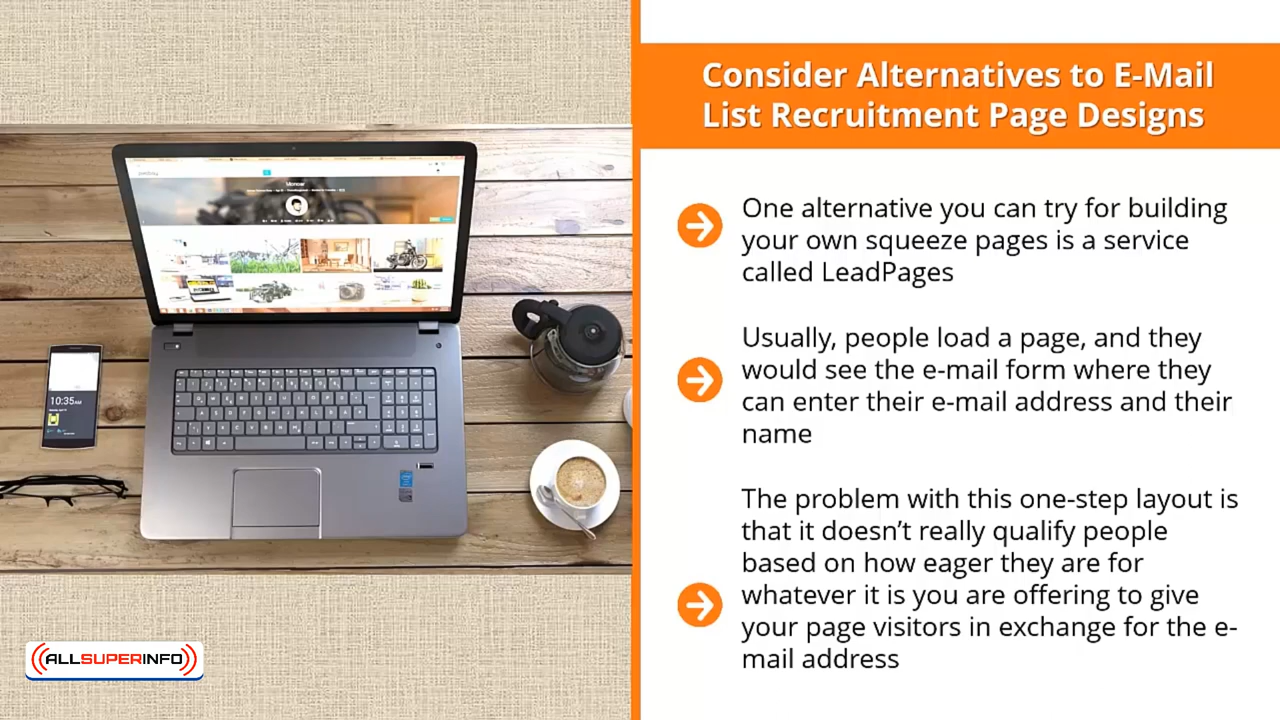 Consider Alternatives to E-Mail
List Recruitment Page Designs
One alternative you can try for building
your own squeeze pages is a service
called LeadPages
Usually, people load a page, and they
would see the e-mail form where they
can enter their e-mail address and their
name
The problem with this one-step layout is
that it doesn’t really qualify people
based on how eager they are for
whatever it is you are offering to give
your page visitors in exchange for the e-
mail address
10:35AM
ALLSUPERINFO